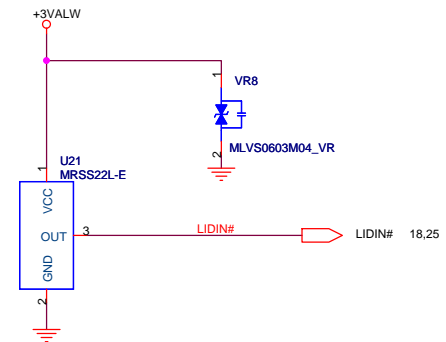 +3VALW
1
VR8
2
MLVS0603M04_VR
U21
MRSS22L-E
1
VCC
OUT
3
GND
2
LIDIN#
LIDIN# 18,25